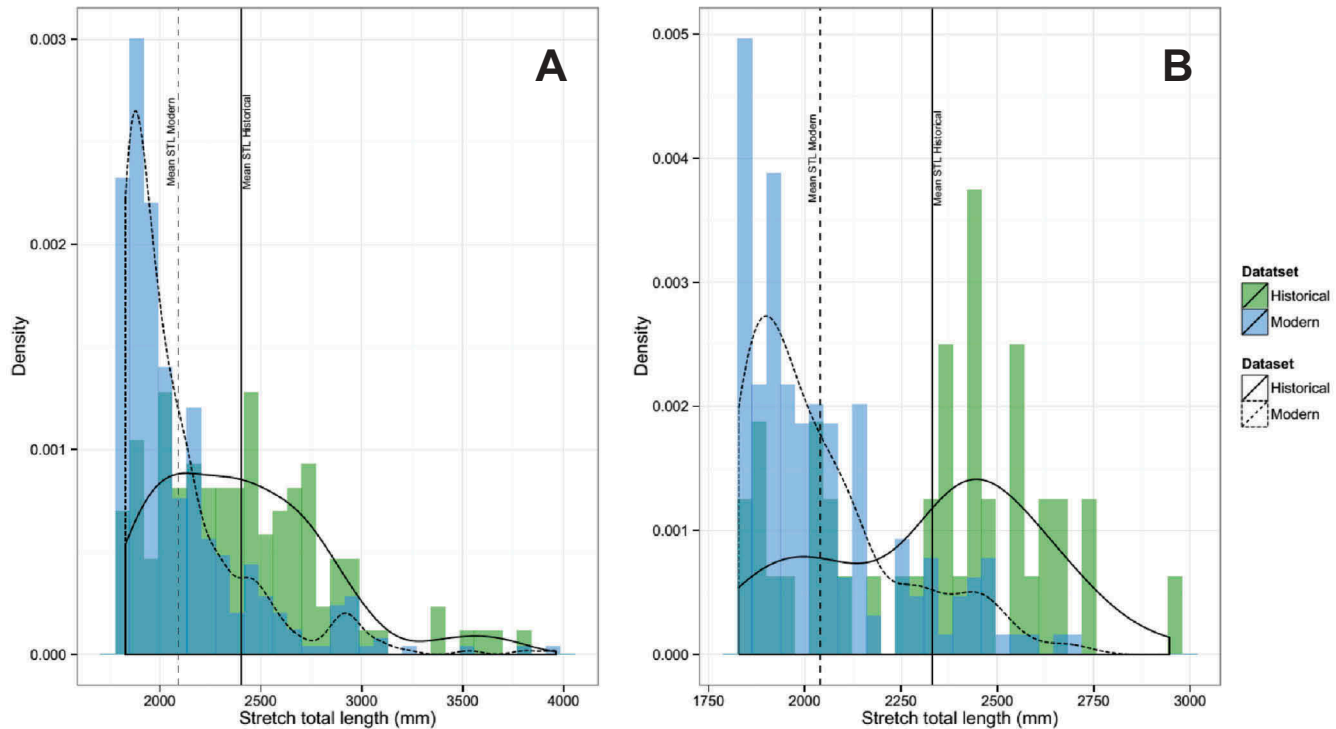 A
B
0.003
0.002
0.001
0.000
Density
Mean STL Modern
Mean STL Historical
2000
2500
3000
3500
4000
Stretch total length (mm)
0.005
0.004
0.003
0.002
0.001
0.000
Density
Mean STL Modern
Mean STL Historical
1750
2000
2250
2500
2750
3000
Stretch total length (mm)
Datatset
Historical
Modern
Dataset
Historical
Modern